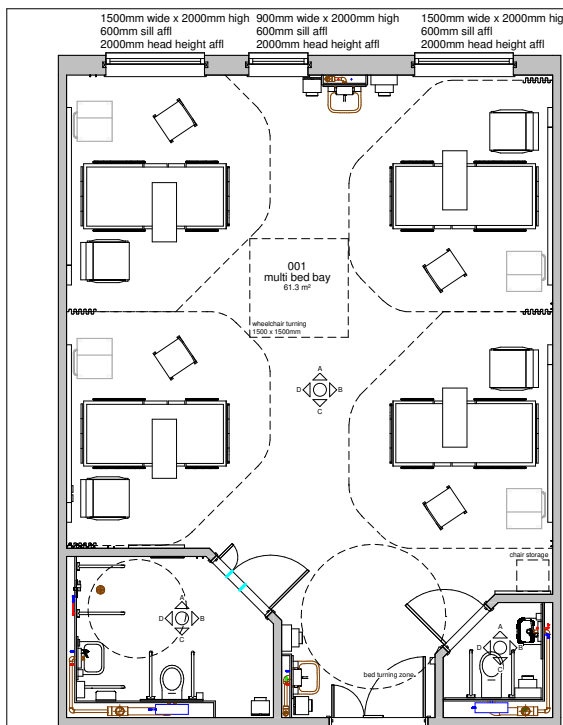 1500mm wide x 2000mm high
600mm sill affl
2000mm head height affl
900mm wide x 2000mm high
600mm sill affl
2000mm head height affl
1500mm wide x 2000mm high
600mm sill affl
2000mm head height affl
001
multi bed bay
61.3 m²
wheelchair turning
1500 x 1500mm
A
D B
C
chair storage
A
D B
C
A
D B
C
bed turning zone